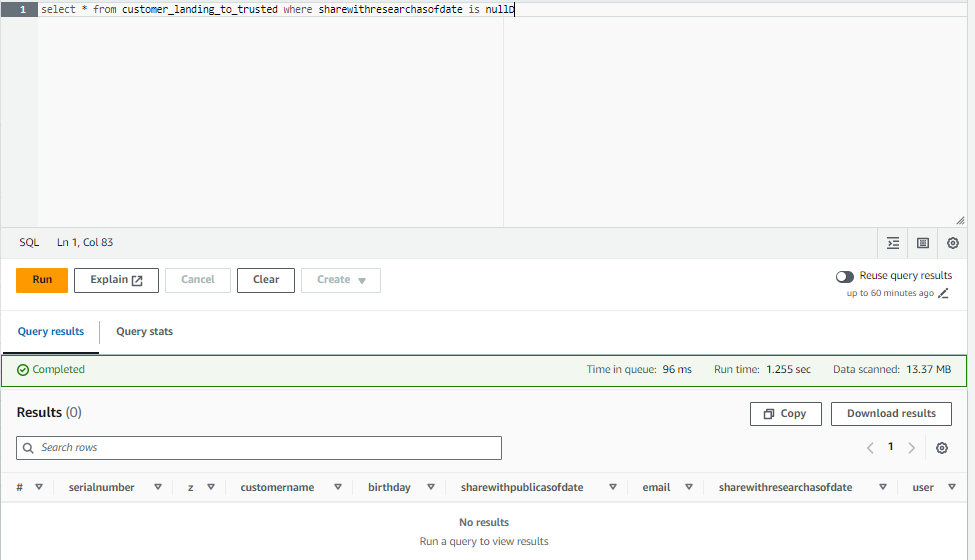 1 select * from customer_landing_to_trusted where sharewithresearchasofdate is nullD
SQL Ln 1, Col 83
Run Explain Cancel Clear Create Reuse query results
up to 60 minutes ago
Query results Query stats
Completed Time in queue: 96 ms Run time: 1.255 sec Data scanned: 13.37 MB
Results (0) Copy Download results
Search rows 1
# serialnumber z customername birthday sharewithpublicasofdate email sharewithresearchasofdate user
No results
Run a query to view results